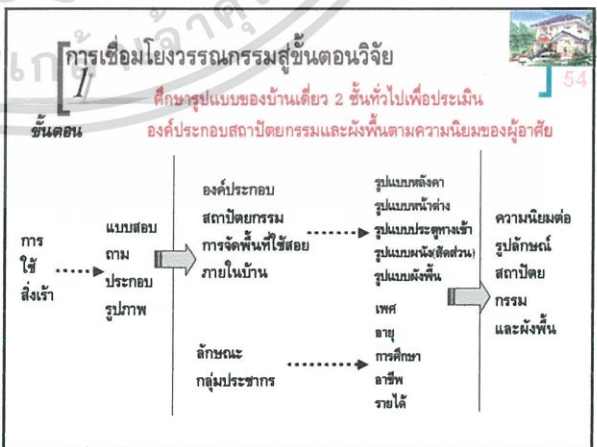 การเชื่อมโยงวรรณกรรมสู่ขั้นตอนวิจัย
54
1
ศึกษารูปแบบของบ้านเดี่ยว 2 ชั้นทั่วไปเพื่อประเมิน
ขั้นตอน
องค์ประกอบสถาปัตยกรรมและผังพื้นตามความนิยมของผู้อาศัย
การ
ใช้
สิ่งเร้า
แบบสอบ
ถาม
ประกอบ
รูปภาพ
องค์ประกอบ
สถาปัตยกรรม
การจัดพื้นที่ใช้สอย
ภายในบ้าน
ลักษณะ
กลุ่มประชากร
รูปแบบหลังคา
รูปแบบหน้าต่าง
รูปแบบประตูทางเข้า
รูปแบบผนัง(สัดส่วน)
รูปแบบผังพื้น
เพศ
อายุ
การศึกษา
อาชีพ
รายได้
ความนิยมต่อ
รูปลักษณ์
สถาปัตย
กรรม
และผังพื้น